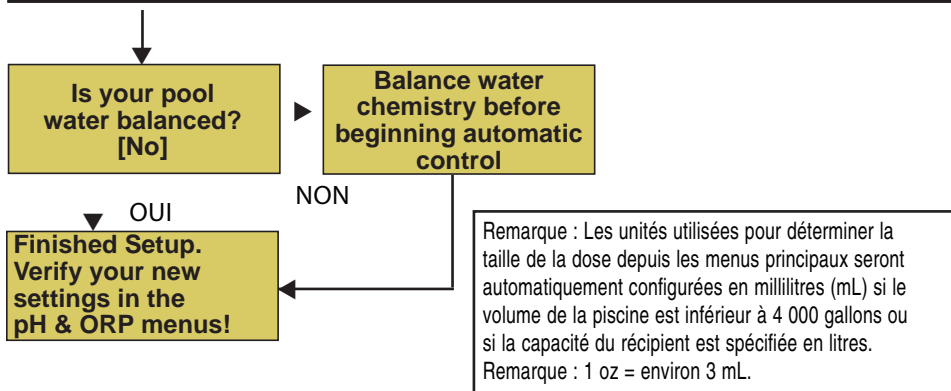 Is your pool
water balanced?
[No]
Balance water
chemistry before
beginning automatic
control
NON
OUI
Finished Setup.
Verify your new
settings in the
pH & ORP menus!
Remarque : Les unités utilisées pour déterminer la
taille de la dose depuis les menus principaux seront
automatiquement configurées en millilitres (mL) si le
volume de la piscine est inférieur à 4 000 gallons ou
si la capacité du récipient est spécifiée en litres.
Remarque : 1 oz = environ 3 mL.